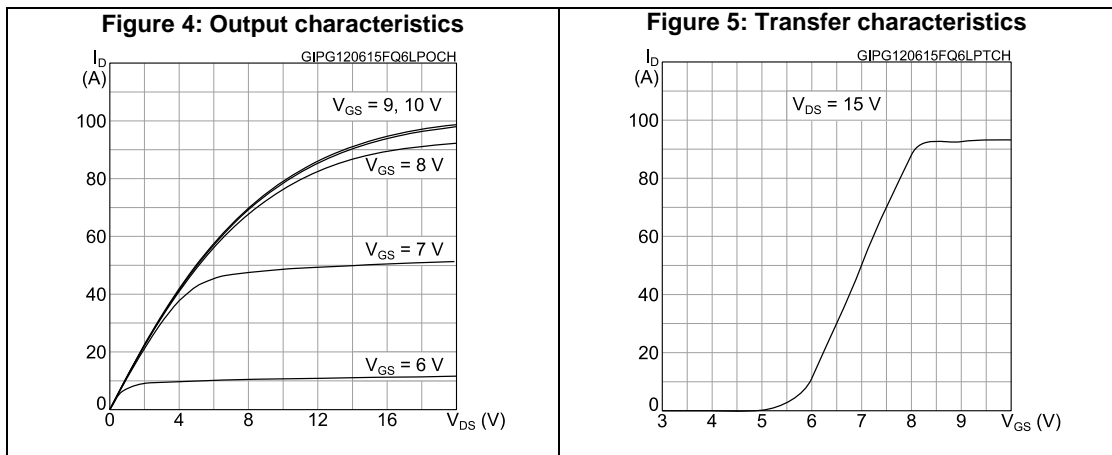 Figure 4: Output characteristics
GIPG120615FQ6LPOCH
I_D
(A)
V_GS = 9, 10 V
100
V_GS = 8 V
80
60
V_GS = 7 V
40
20
V_GS = 6 V
0
0 4 8 12 16 V_DS (V)
Figure 5: Transfer characteristics
GIPG120615FQ6LPTCH
I_D
(A)
V_DS = 15 V
100
80
60
40
20
0
3 4 5 6 7 8 9 V_GS (V)